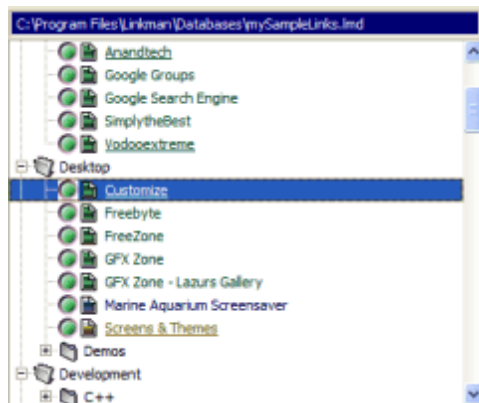 C:\Program Files\Linkman\Databases\mySampleLinks.lmd
Anandtech
Google Groups
Google Search Engine
SimplytheBest
Vodooextreme
Desktop
Customize
Freebyte
FreeZone
GFX Zone
GFX Zone - Lazurs Gallery
Marine Aquarium Screensaver
Screens & Themes
Demos
Development
C++